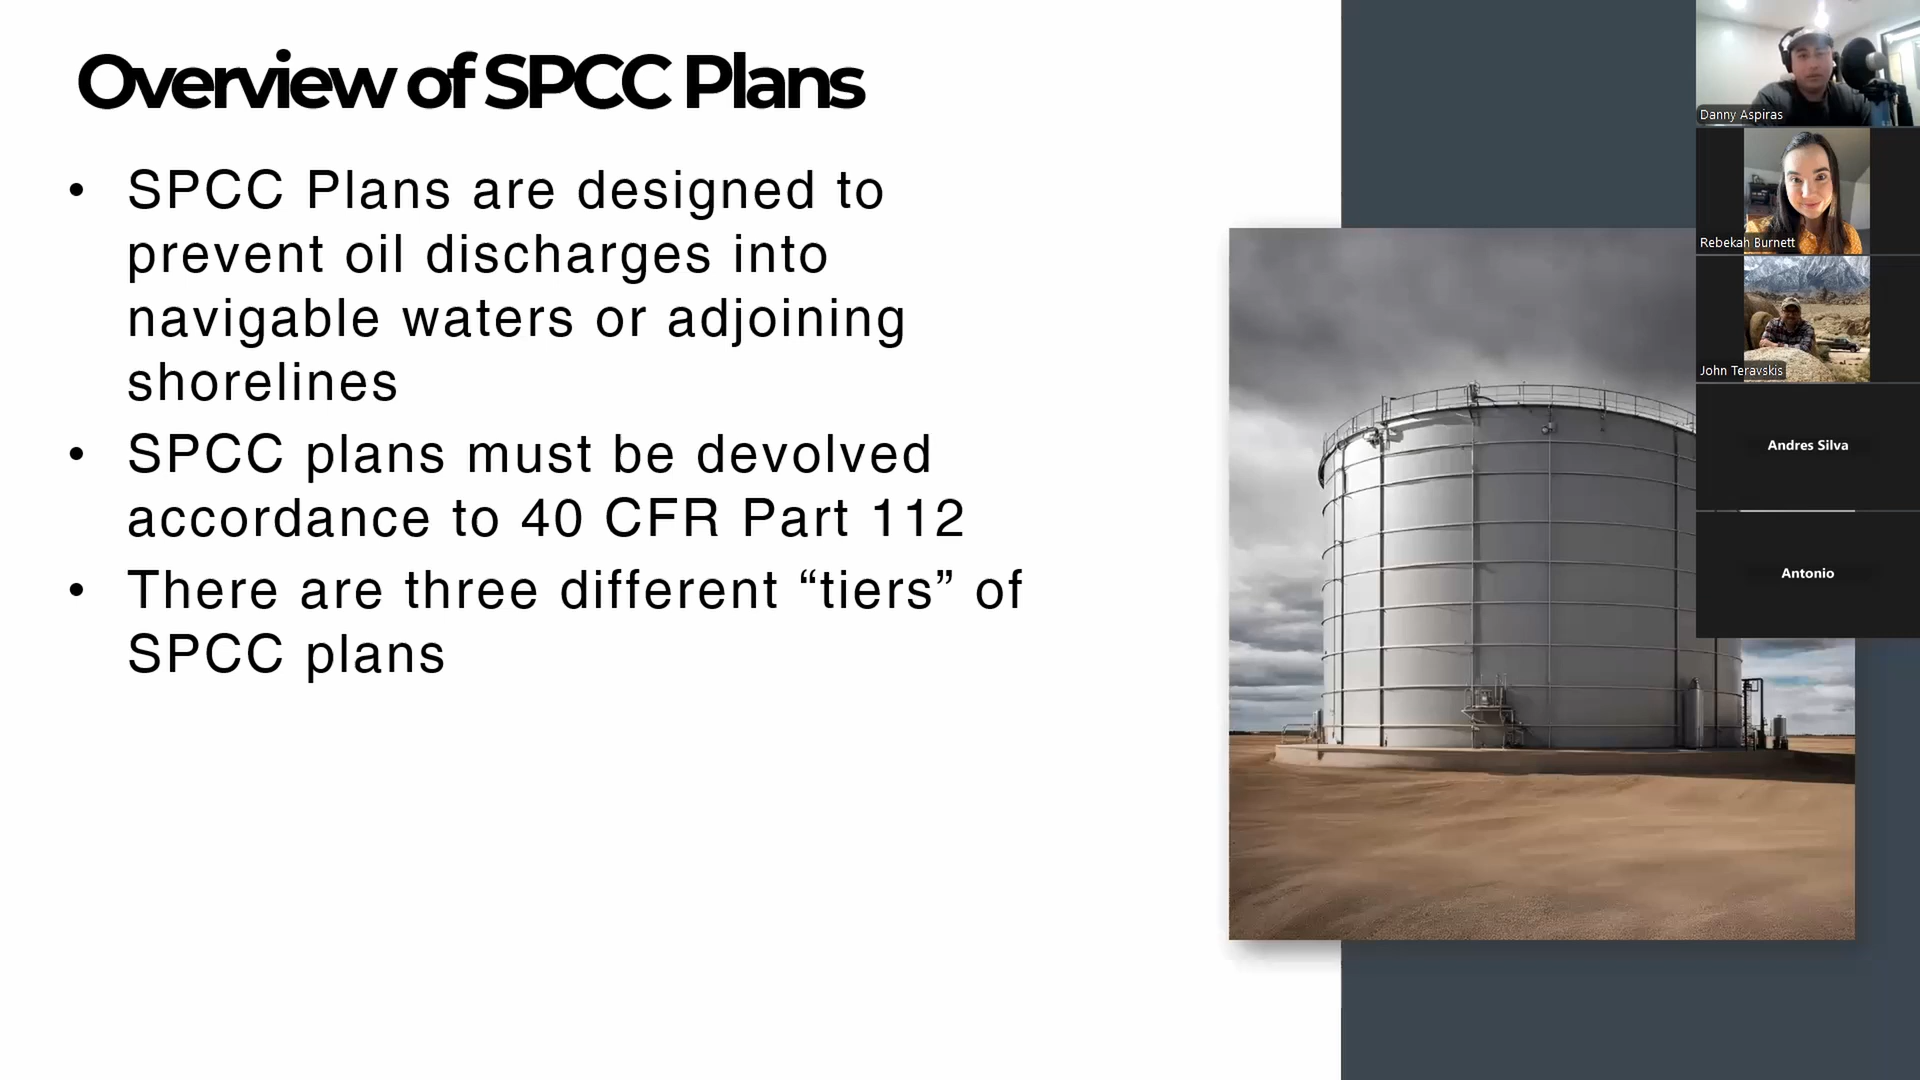 Overview of SPCC Plans
• SPCC Plans are designed to
prevent oil discharges into
navigable waters or adjoining
shorelines
• SPCC plans must be devolved
accordance to 40 CFR Part 112
• There are three different “tiers” of
SPCC plans
Danny Aspiras
Rebekah Burnett
John Teravskis
Andres Silva
Antonio